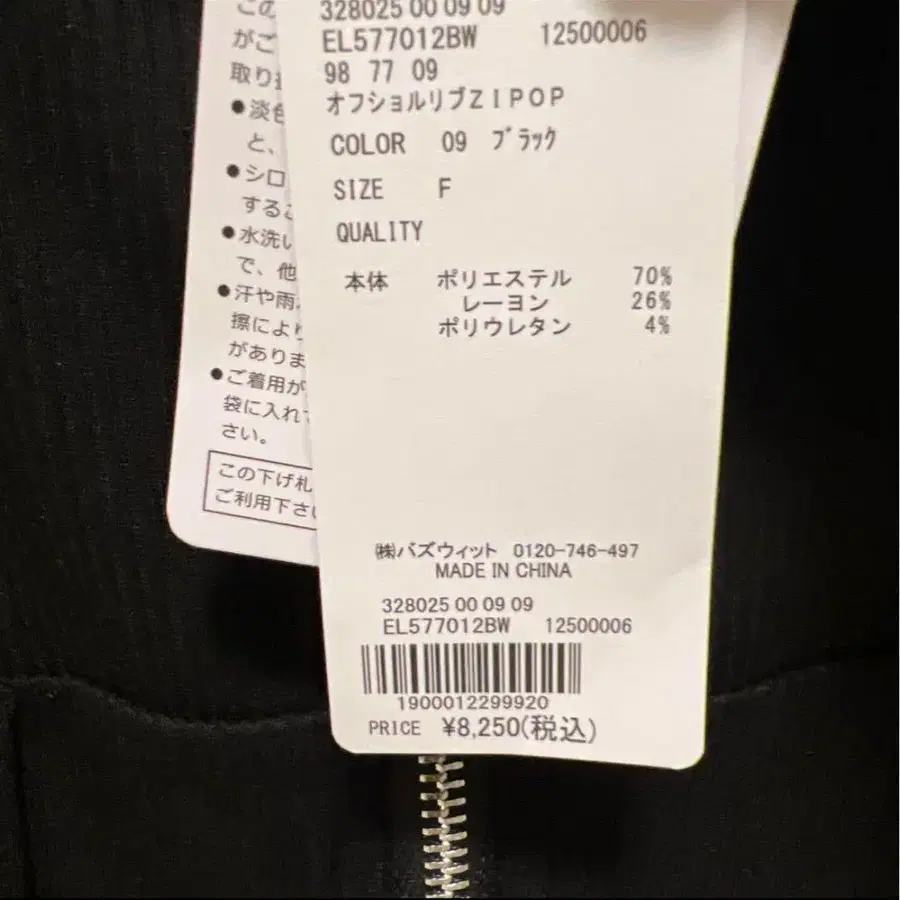 この
がご
取り
●淡色
と、
●シロ
するこ
●水洗い
で、他
●汗や雨
擦により
がありま
●ご着用が
袋に入れて
さい。
この下げ札
ご利用下さい
328025 00 09 09
EL577012BW 12500006
98 77 09
オフショルリブZIPOP
COLOR 09 ブラック
SIZE F
QUALITY
本体 ポリエステル 70%
レーヨン 26%
ポリウレタン 4%
㈱バズウィット 0120-746-497
MADE IN CHINA
328025 00 09 09
EL577012BW 12500006
1900012299920
PRICE ¥8,250(税込)